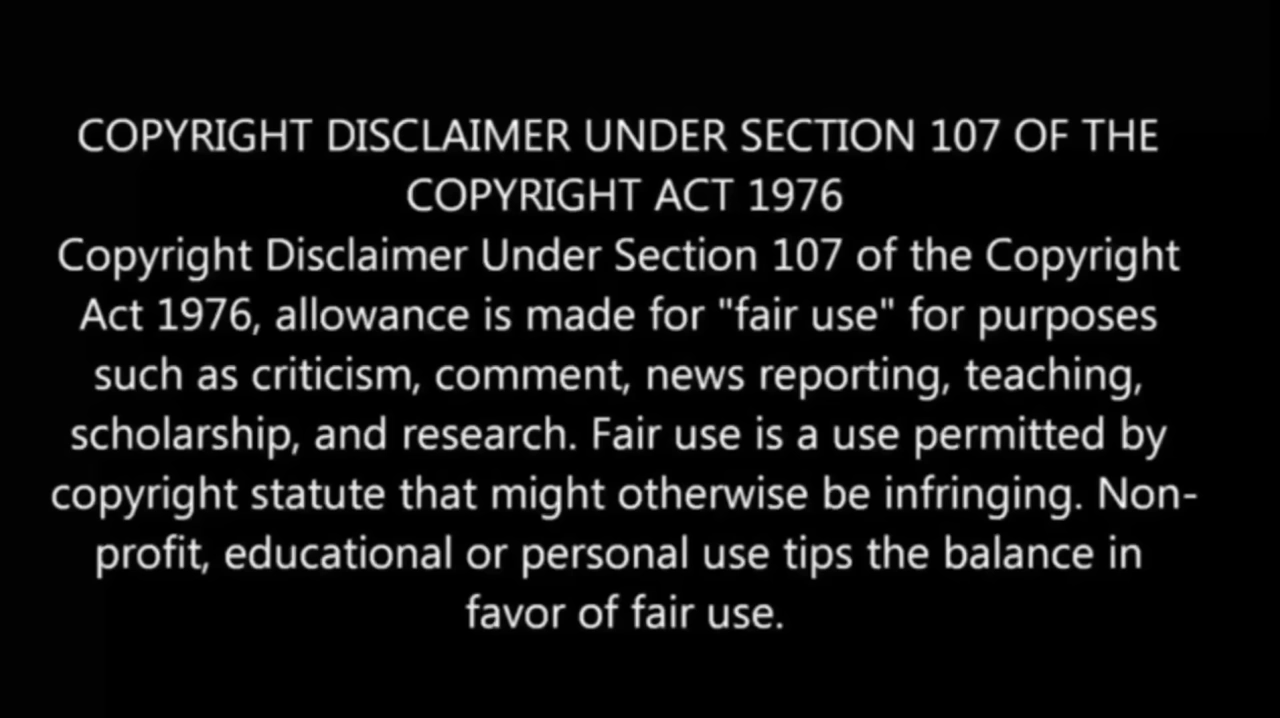 COPYRIGHT DISCLAIMER UNDER SECTION 107 OF THE
COPYRIGHT ACT 1976
Copyright Disclaimer Under Section 107 of the Copyright
Act 1976, allowance is made for "fair use" for purposes
such as criticism, comment, news reporting, teaching,
scholarship, and research. Fair use is a use permitted by
copyright statute that might otherwise be infringing. Non-
profit, educational or personal use tips the balance in
favor of fair use.